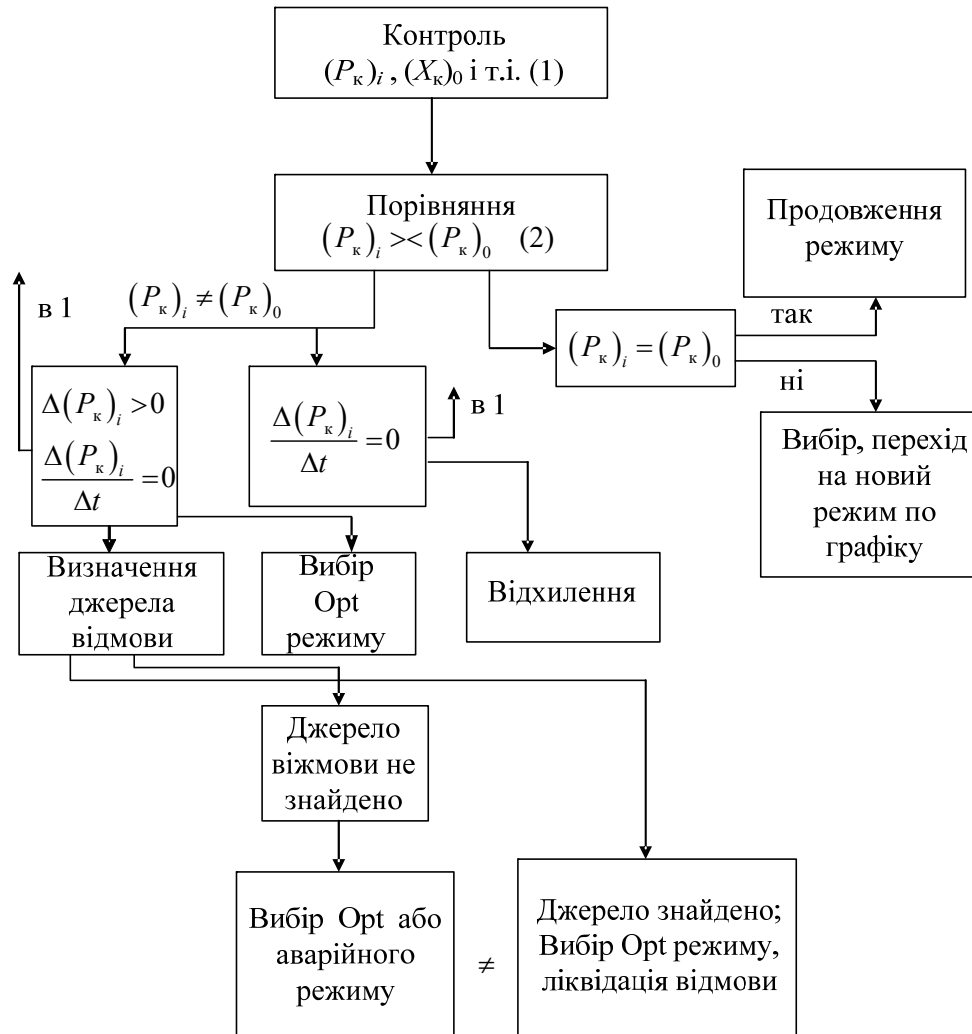 Контроль
(Pк)i , (Xк)0 і т.і. (1)
Порівняння
(Pк)i >< (Pк)0 (2)
Продовження
режиму
в 1
(Pк)i ≠ (Pк)0
так
(Pк)i = (Pк)0
ні
Δ(Pк)i >0
Δ(Pк)i
Δt
=0
Δ(Pк)i
Δt
=0
в 1
Вибір, перехід
на новий
режим по
графіку
Визначення
джерела
відмови
Вибір
Opt
режиму
Відхилення
Джерело
віжмови не
знайдено
Вибір Opt або
аварійного
режиму
≠
Джерело знайдено;
Вибір Opt режиму,
ліквідація відмови